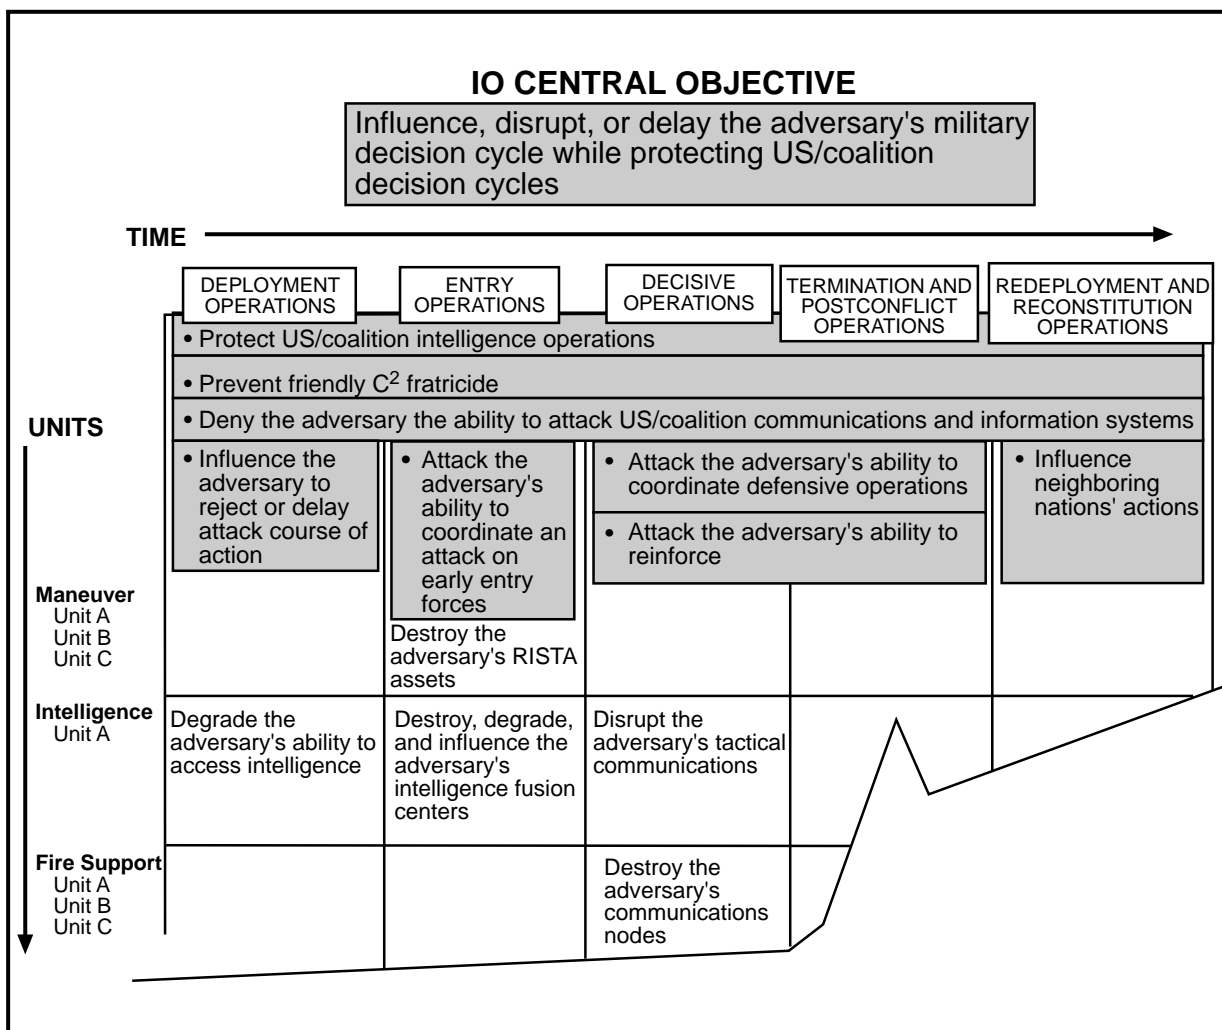 IO CENTRAL OBJECTIVE
Influence, disrupt, or delay the adversary's military
decision cycle while protecting US/coalition
decision cycles
TIME
DEPLOYMENT
OPERATIONS
ENTRY
OPERATIONS
DECISIVE
OPERATIONS
TERMINATION AND
POSTCONFLICT
OPERATIONS
REDEPLOYMENT AND
RECONSTITUTION
OPERATIONS
• Protect US/coalition intelligence operations
• Prevent friendly C² fratricide
• Deny the adversary the ability to attack US/coalition communications and information systems
UNITS
• Influence the
adversary to
reject or delay
attack course of
action
• Attack the
adversary's
ability to
coordinate an
attack on
early entry
forces
• Attack the adversary's ability to
coordinate defensive operations
• Attack the adversary's ability to
reinforce
• Influence
neighboring
nations' actions
Maneuver
Unit A
Unit B
Unit C
Destroy the
adversary's RISTA
assets
Intelligence
Unit A
Degrade the
adversary's ability to
access intelligence
Destroy, degrade,
and influence the
adversary's
intelligence fusion
centers
Disrupt the
adversary's tactical
communications
Fire Support
Unit A
Unit B
Unit C
Destroy the
adversary's
communications
nodes